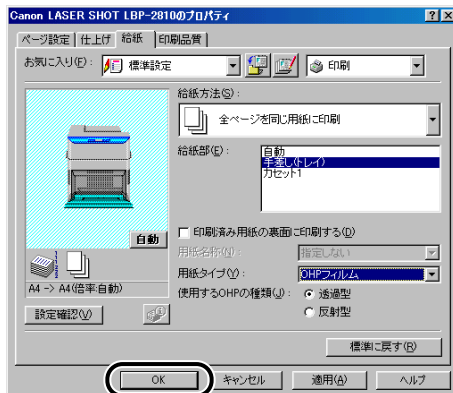 Canon LASER SHOT LBP-2810のプロパティ
ページ設定 仕上げ 給紙 印刷品質
お気に入り(F): 標準設定 印刷
給紙方法(S):
全ページを同じ用紙に印刷
給紙部(E):
自動
手差し(トレイ)
カセット1
自動
印刷済み用紙の裏面に印刷する(D)
用紙名称(N): 指定しない
用紙タイプ(Y): OHPフィルム
A4 -> A4(倍率:自動)
使用するOHPの種類(J): 透過型
反射型
設定確認(V)
標準に戻す(R)
OK キャンセル 適用(A) ヘルプ